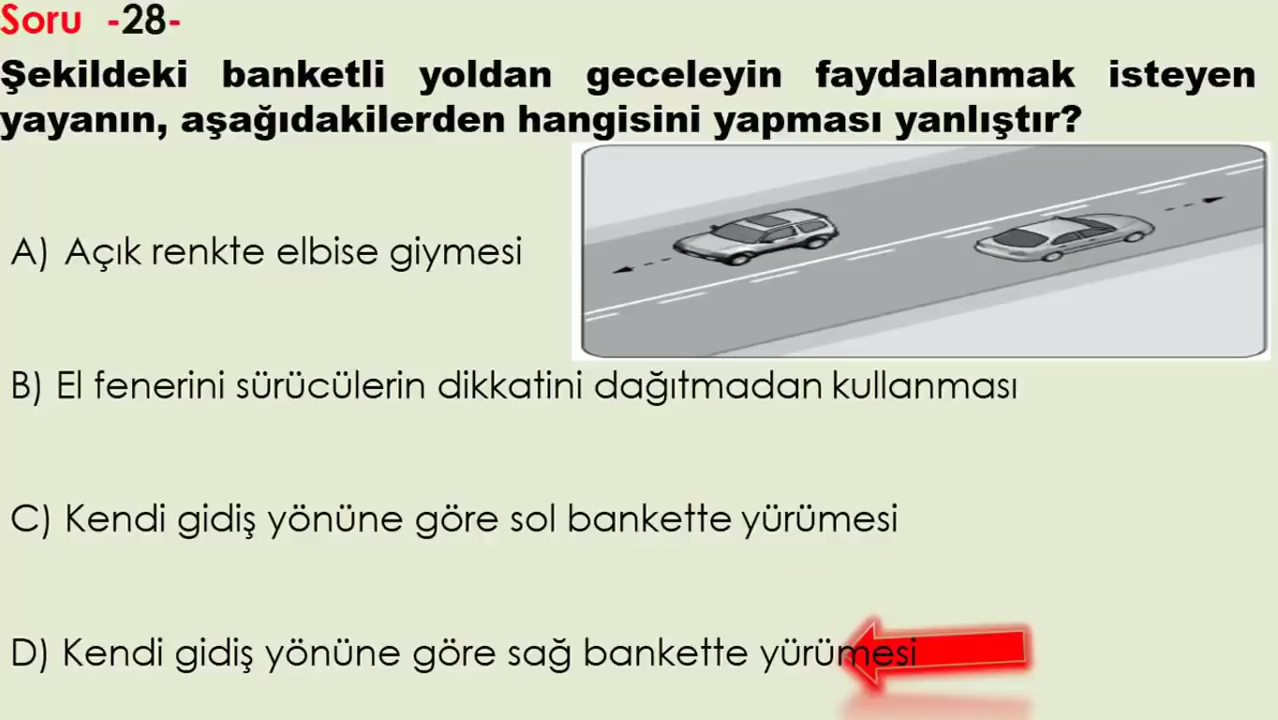 Soru -28-
Şekildeki banketli yoldan geceleyin faydalanmak isteyen
yayanın, aşağıdakilerden hangisini yapması yanlıştır?
A) Açık renkte elbise giymesi
B) El fenerini sürücülerin dikkatini dağıtmadan kullanması
C) Kendi gidiş yönüne göre sol bankette yürümesi
D) Kendi gidiş yönüne göre sağ bankette yürümesi